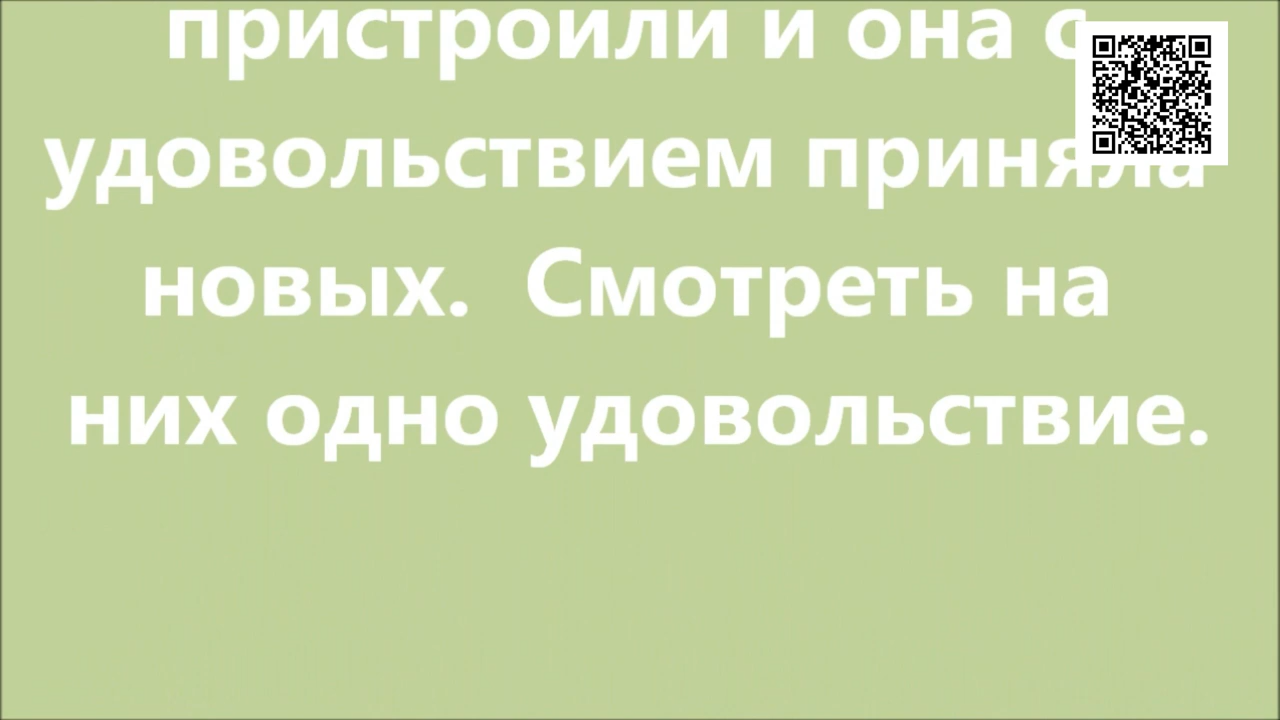 пристроили и она с
удовольствием приняла
новых. Смотреть на
них одно удовольствие.